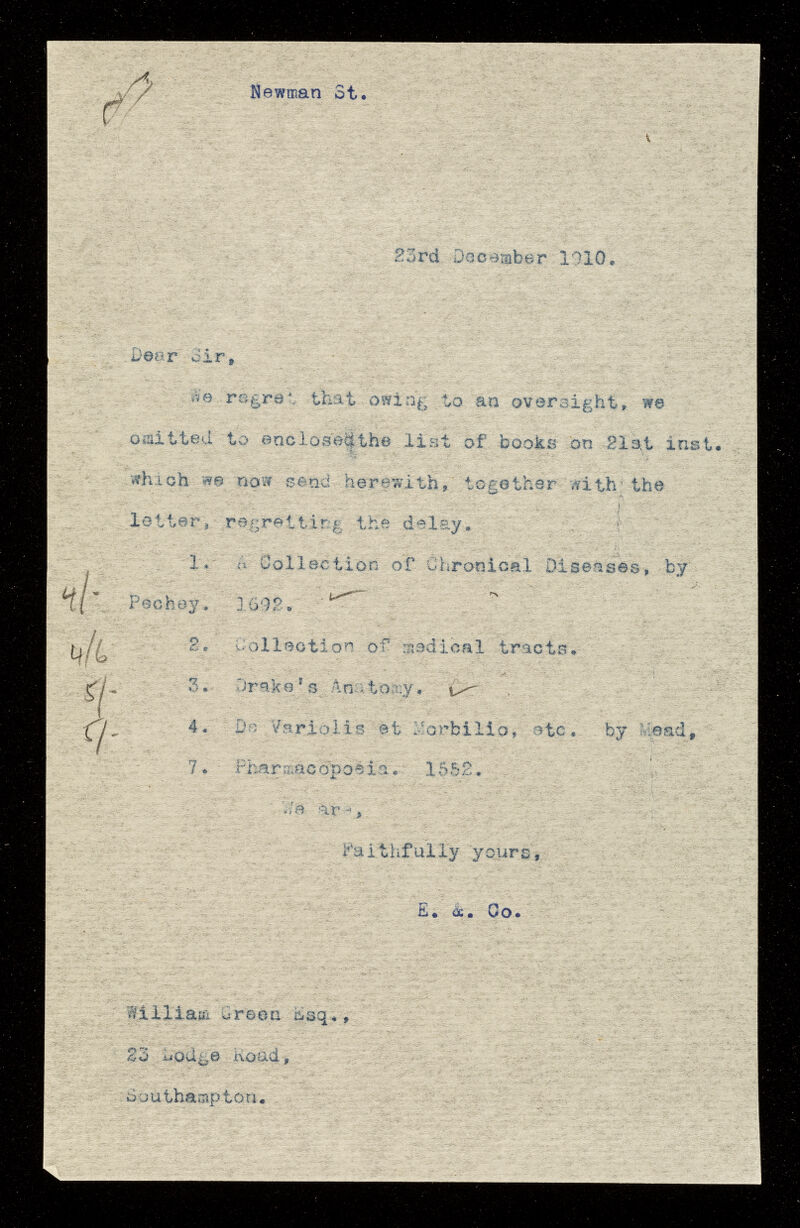 Newman St.
23rd December 1910.
Dear Sir,
We regret that owing to an oversight, we
omitted to enclose the list of books on 21st inst.
which we now send herewith, together with the
letter, regretting the delay.
1. A Collection of Chronical Diseases, by
4/- Pechey. 1692. ✓
4/6 2. Collection of medical tracts.
5/- 3. Drake's Anatomy. ✓
5/- 4. De Variolis et Morbilio, etc. by Mead,
7. Pharmacopoeia. 1552.
We are,
Faithfully yours,
E. &. Co.
William Green Esq.,
23 Lodge Road,
Southampton.